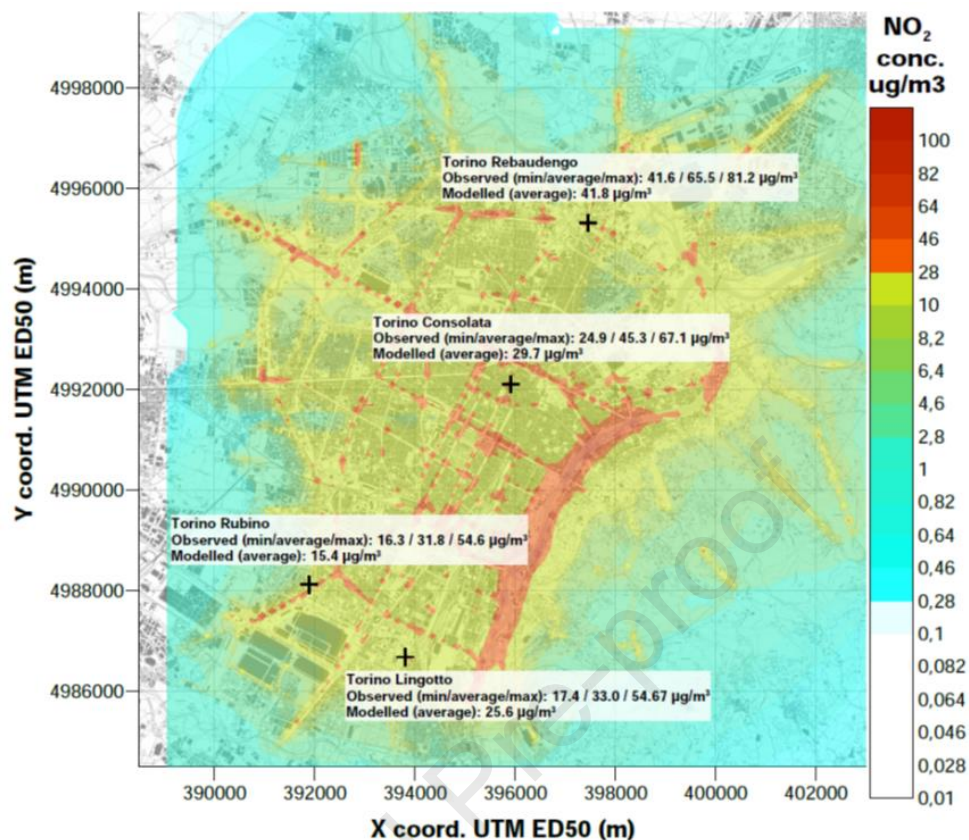 NO2
conc.
ug/m3
100
82
64
46
28
10
8,2
6,4
4,6
2,8
1
0,82
0,64
0,46
0,28
0,1
0,082
0,064
0,046
0,028
0,01
Y coord. UTM ED50 (m)
4998000
4996000
4994000
4992000
4990000
4988000
4986000
Torino Rebaudengo
Observed (min/average/max): 41.6 / 65.5 / 81.2 µg/m³
Modelled (average): 41.8 µg/m³
Torino Consolata
Observed (min/average/max): 24.9 / 45.3 / 67.1 µg/m³
Modelled (average): 29.7 µg/m³
Torino Rubino
Observed (min/average/max): 16.3 / 31.8 / 54.6 µg/m³
Modelled (average): 15.4 µg/m³
Torino Lingotto
Observed (min/average/max): 17.4 / 33.0 / 54.67 µg/m³
Modelled (average): 25.6 µg/m³
Pre-proof
390000 392000 394000 396000 398000 400000 402000
X coord. UTM ED50 (m)